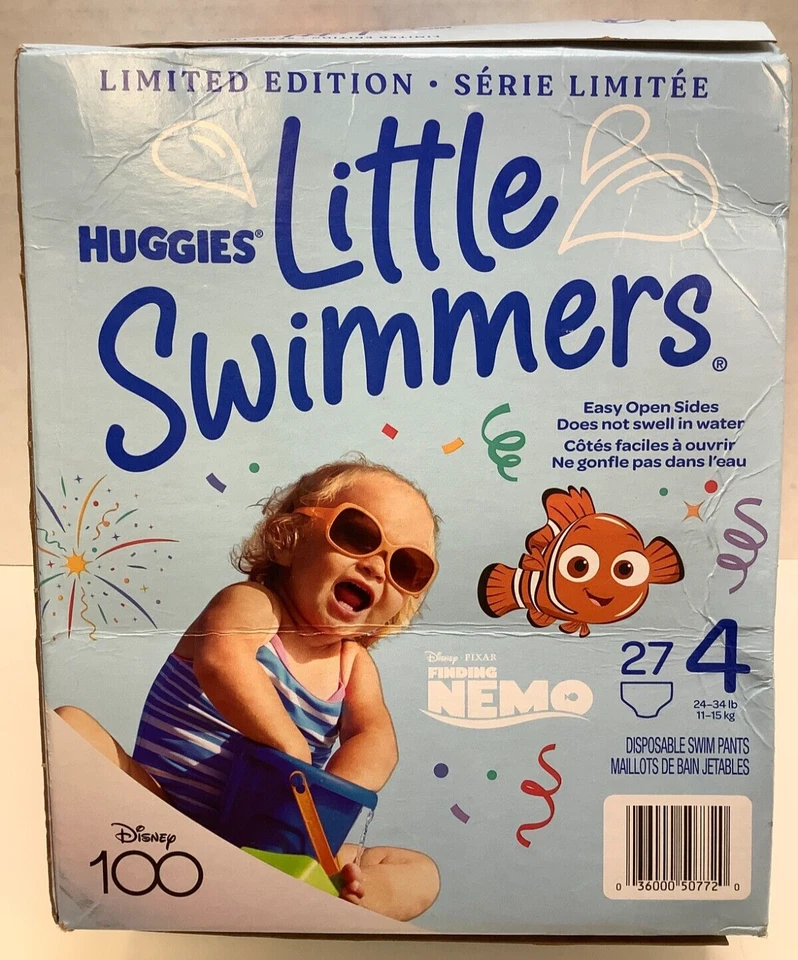 LIMITED EDITION • SÉRIE LIMITÉE
HUGGIES® Little
Swimmers®
Easy Open Sides
Does not swell in water
Côtés faciles à ouvrir
Ne gonfle pas dans l'eau
Disney • PIXAR
FINDING
NEMO
27 4
24–34 lb
11–15 kg
DISPOSABLE SWIM PANTS
MAILLOTS DE BAIN JETABLES
Disney
100
0 36000 50772 0